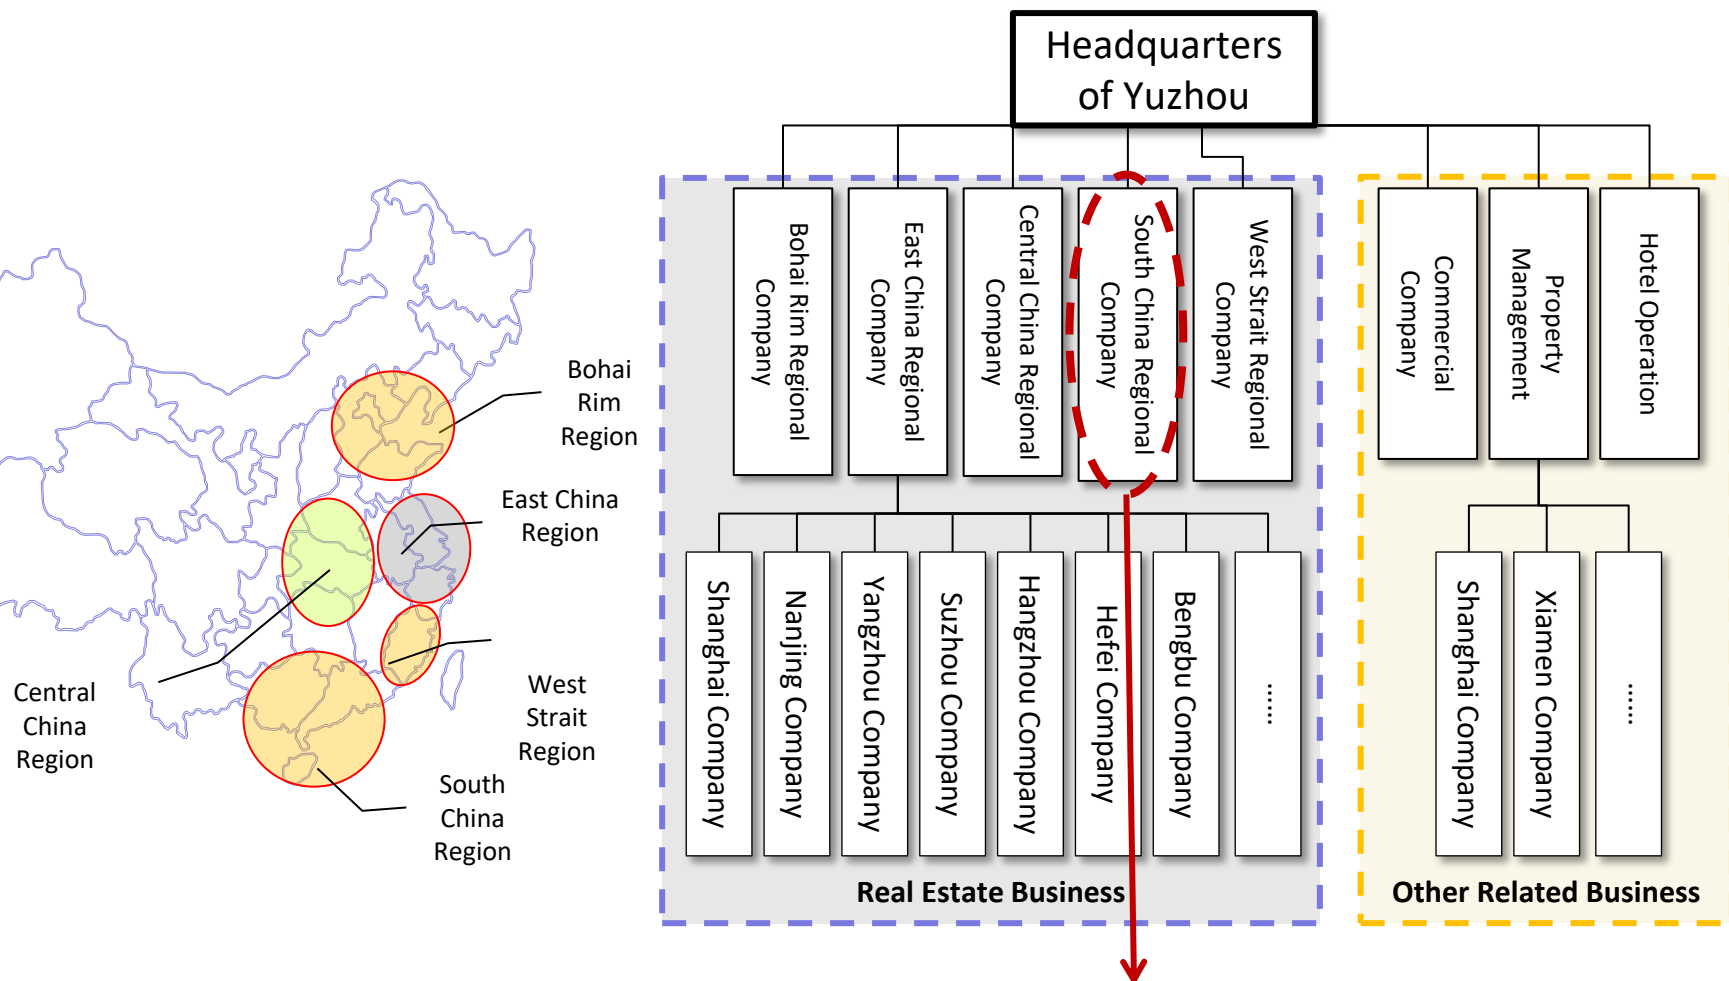 Headquarters
of Yuzhou
Bohai
Rim
Region
East China
Region
Central
China
Region
West
Strait
Region
South
China
Region
Bohai Rim Regional
Company
East China Regional
Company
Central China Regional
Company
South China Regional
Company
West Strait Regional
Company
Commercial
Company
Property
Management
Hotel Operation
Shanghai Company
Nanjing Company
Yangzhou Company
Suzhou Company
Hangzhou Company
Hefei Company
Bengbu Company
......
Shanghai Company
Xiamen Company
......
Real Estate Business
Other Related Business